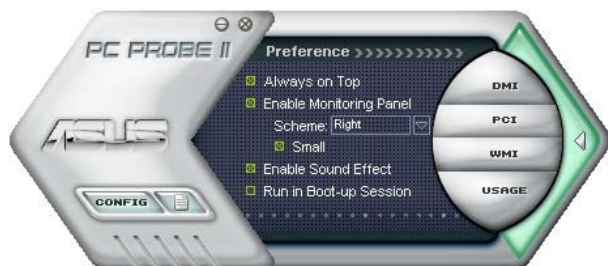 PC PROBE II
ASUS
CONFIG
Preference >>>>>>>>>>>
Always on Top
Enable Monitoring Panel
Scheme: Right
Small
Enable Sound Effect
Run in Boot-up Session
DMI
PCI
WMI
USAGE